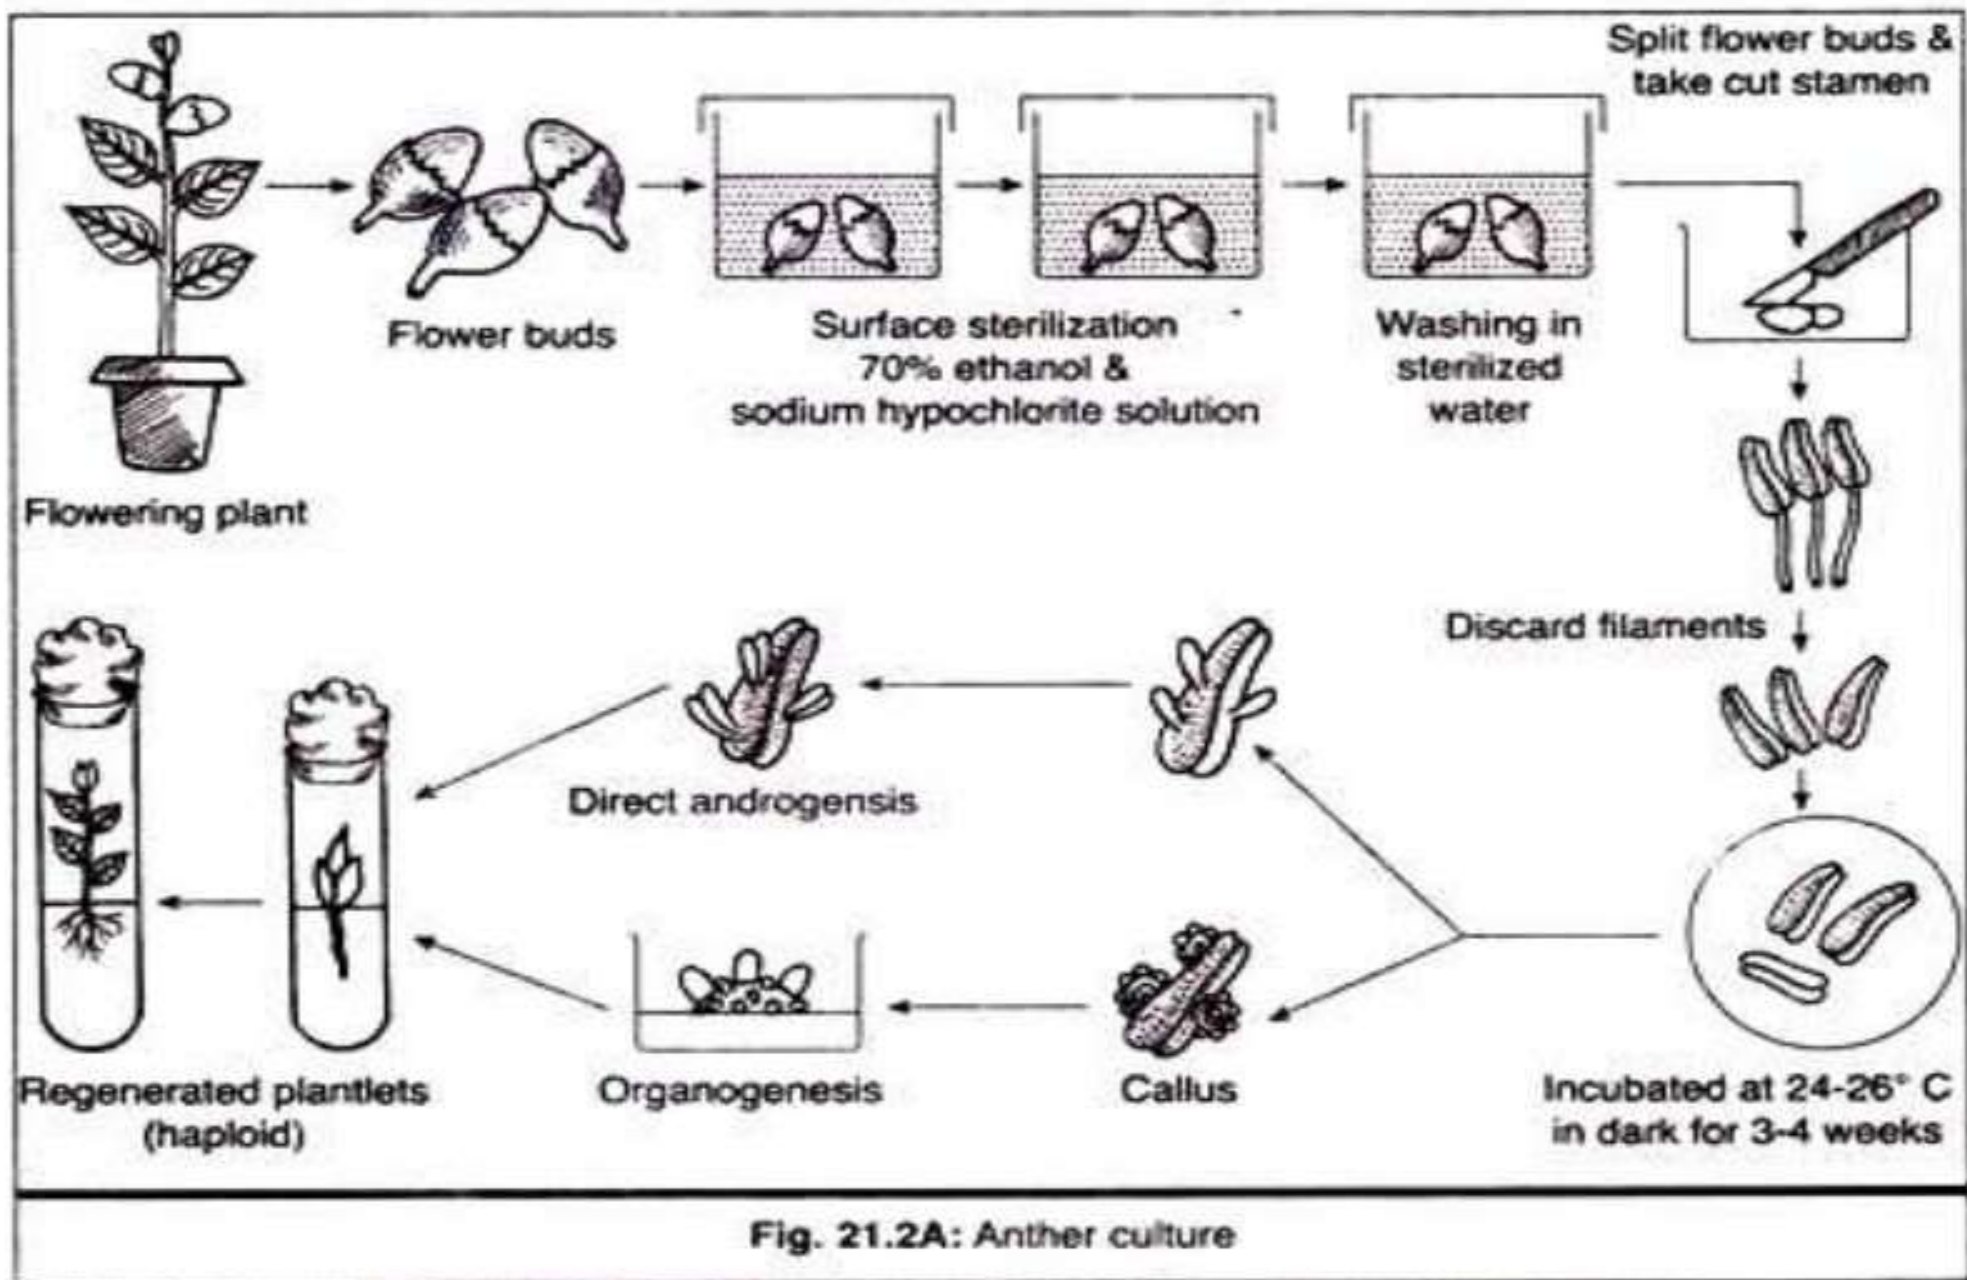 Split flower buds &
take cut stamen
Flower buds
Surface sterilization
70% ethanol &
sodium hypochlorite solution
Washing in
sterilized
water
Flowering plant
Discard filaments
Direct androgensis
Regenerated plantlets
(haploid)
Organogenesis
Callus
Incubated at 24-26° C
in dark for 3-4 weeks
Fig. 21.2A: Anther culture